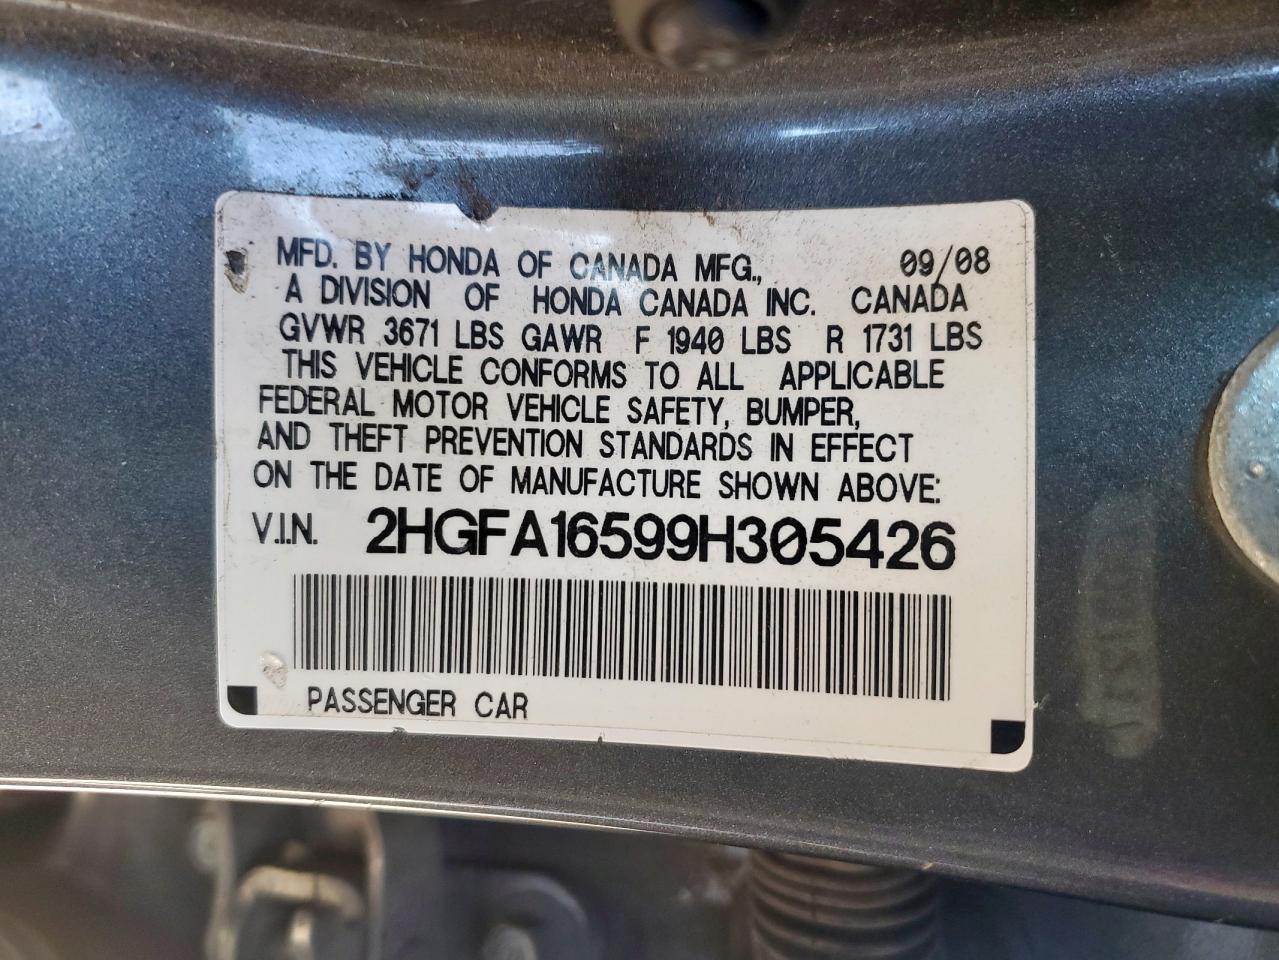 MFD. BY HONDA OF CANADA MFG., 09/08
A DIVISION OF HONDA CANADA INC. CANADA
GVWR 3671 LBS GAWR F 1940 LBS R 1731 LBS
THIS VEHICLE CONFORMS TO ALL APPLICABLE
FEDERAL MOTOR VEHICLE SAFETY, BUMPER,
AND THEFT PREVENTION STANDARDS IN EFFECT
ON THE DATE OF MANUFACTURE SHOWN ABOVE:
V.I.N. 2HGFA16599H305426
PASSENGER CAR